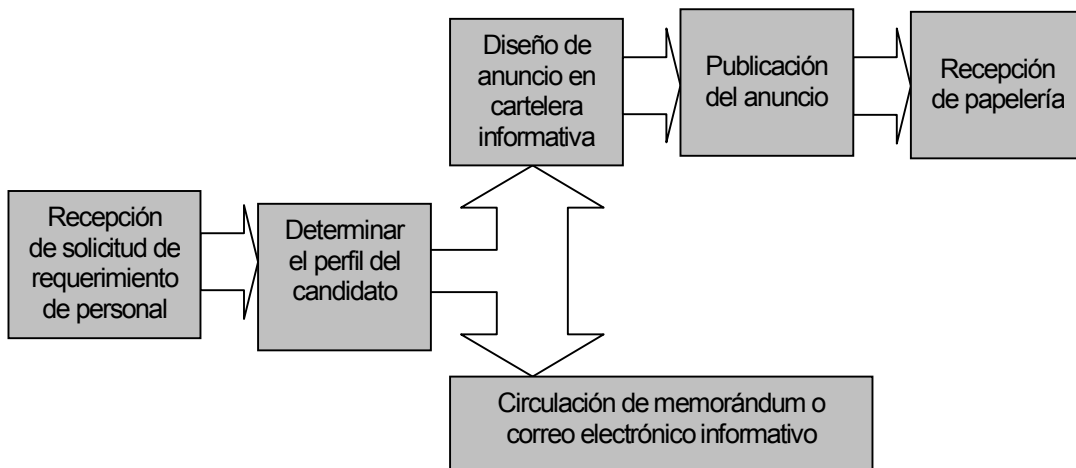 Recepción
de solicitud de
requerimiento
de personal
Determinar
el perfil del
candidato
Diseño de
anuncio en
cartelera
informativa
Publicación
del anuncio
Recepción
de papelería
Circulación de memorándum o
correo electrónico informativo